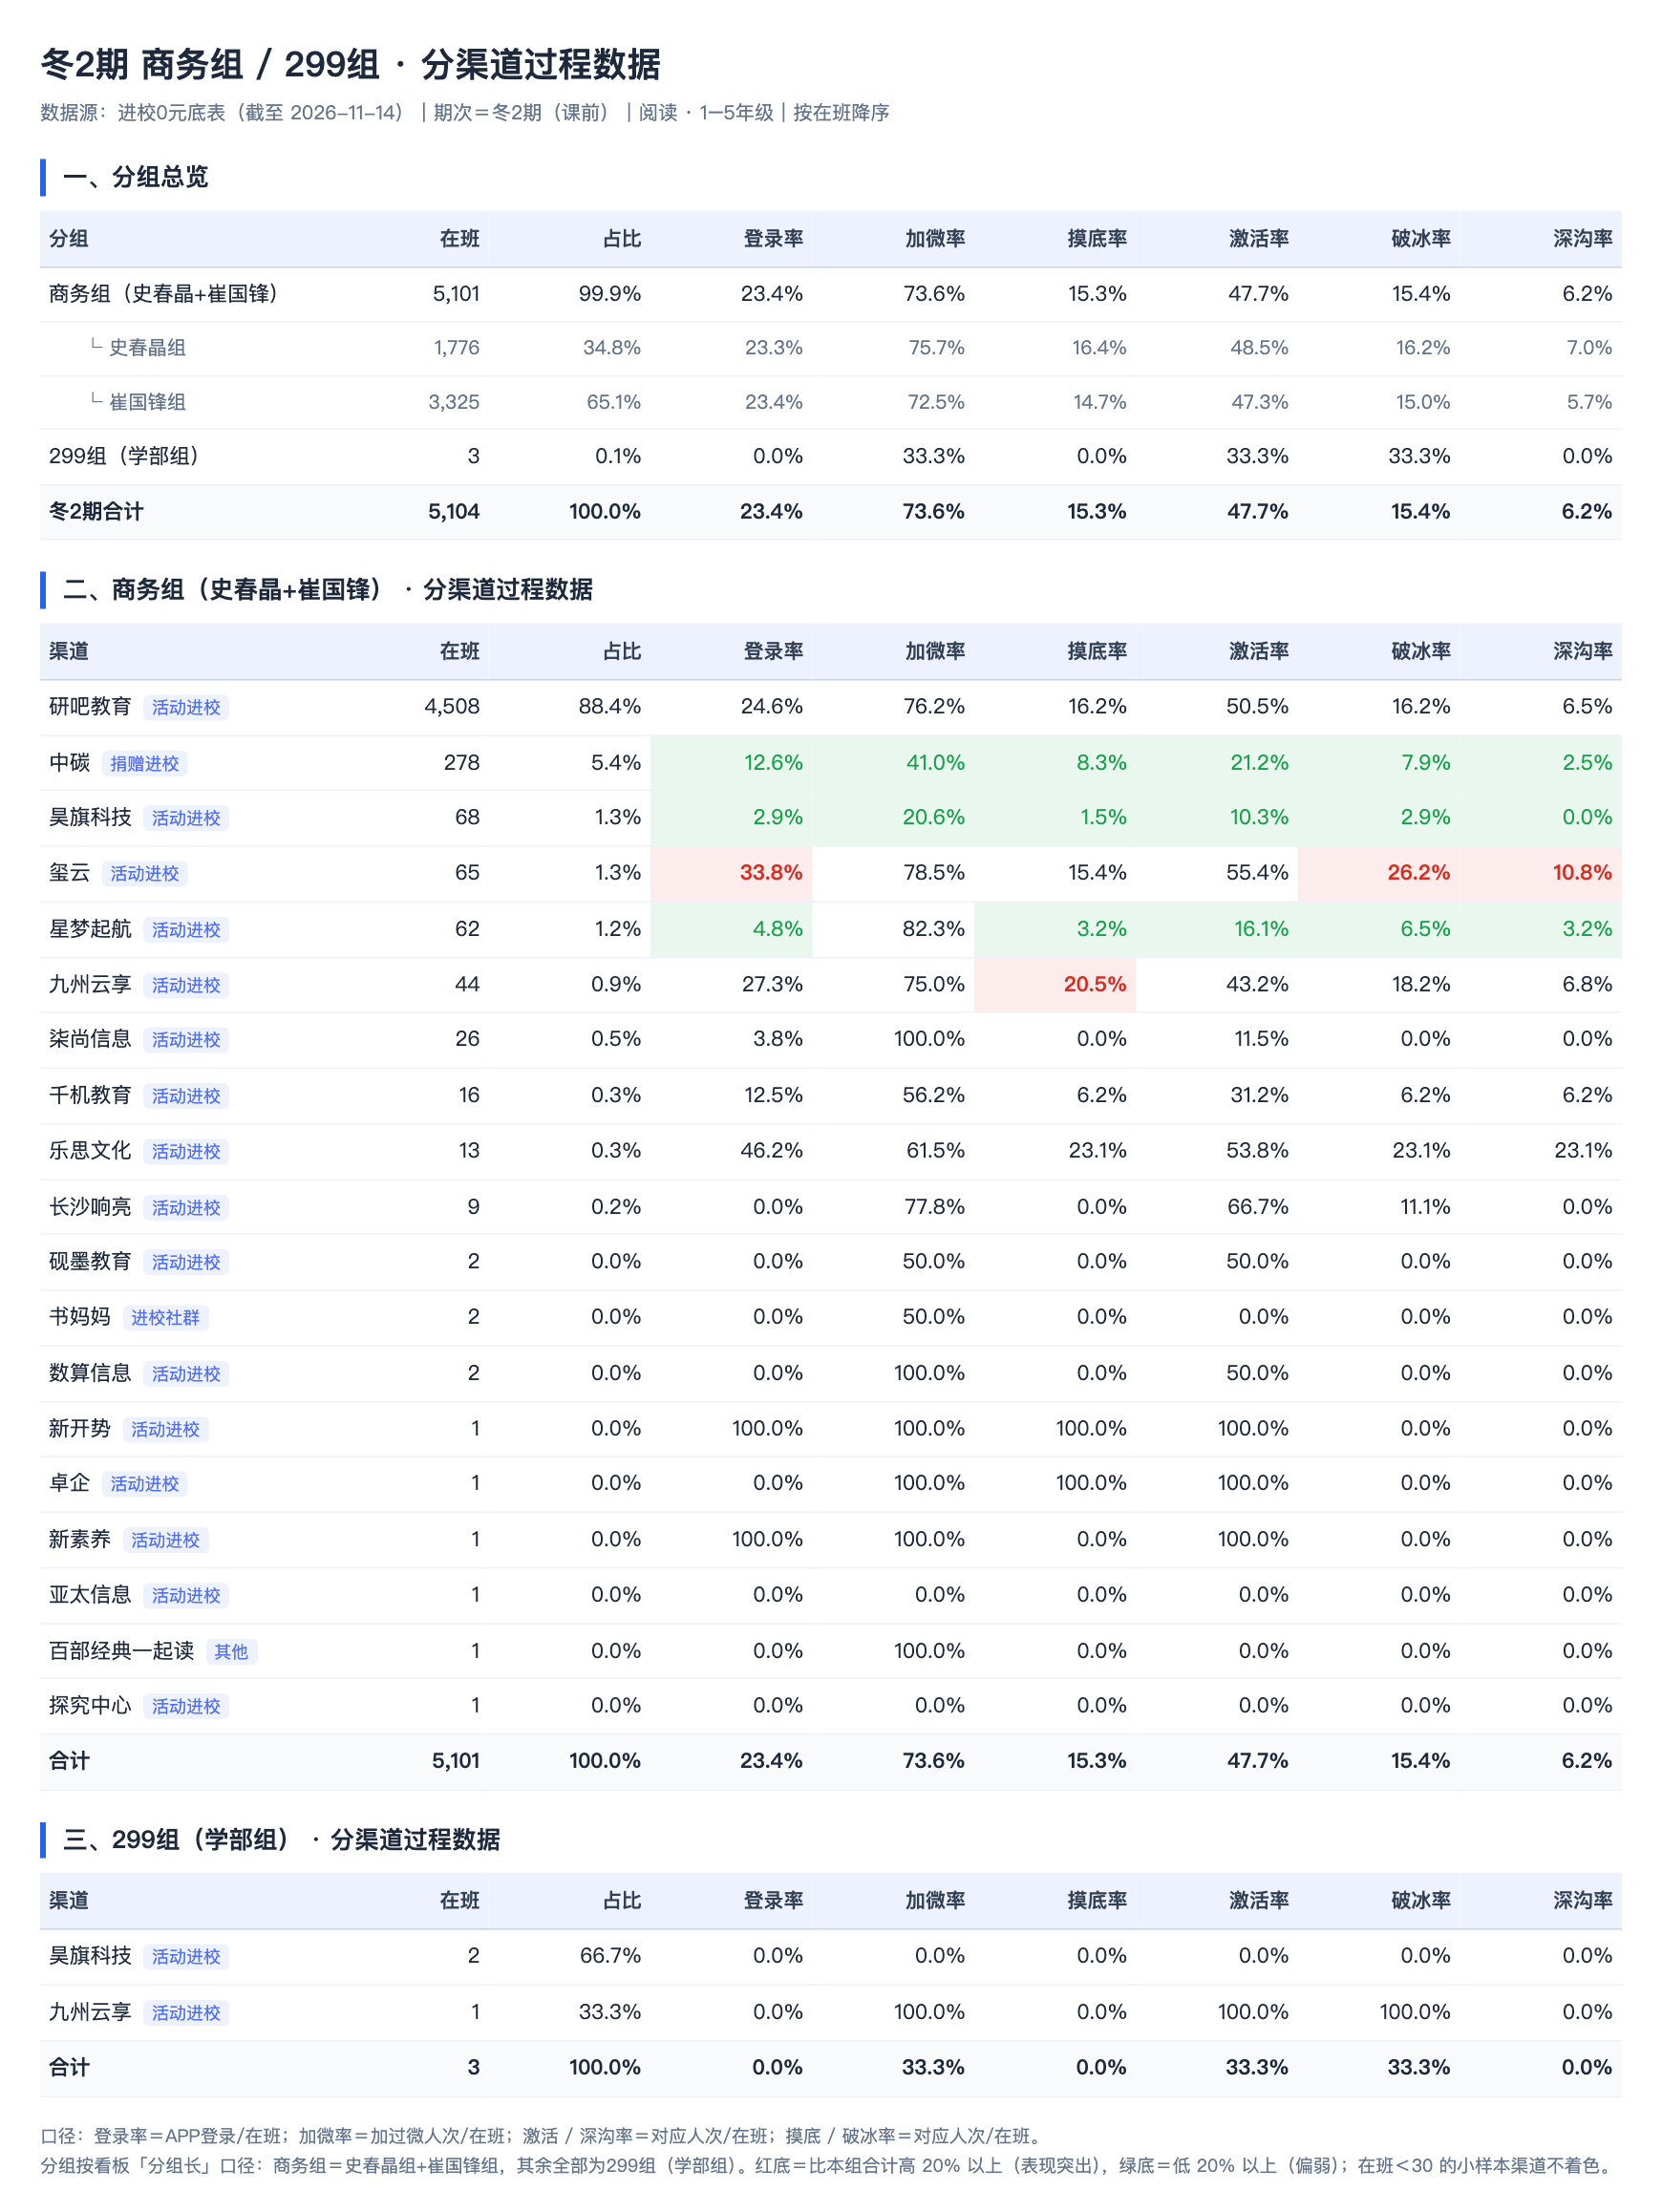 冬2期 商务组 / 299组 · 分渠道过程数据
数据源：进校0元底表（截至 2026-11-14）｜期次＝冬2期（课前）｜阅读 · 1—5年级｜按在班降序
一、分组总览
分组 在班 占比 登录率 加微率 摸底率 激活率 破冰率 深沟率
商务组（史春晶+崔国锋） 5,101 99.9% 23.4% 73.6% 15.3% 47.7% 15.4% 6.2%
└ 史春晶组 1,776 34.8% 23.3% 75.7% 16.4% 48.5% 16.2% 7.0%
└ 崔国锋组 3,325 65.1% 23.4% 72.5% 14.7% 47.3% 15.0% 5.7%
299组（学部组） 3 0.1% 0.0% 33.3% 0.0% 33.3% 33.3% 0.0%
冬2期合计 5,104 100.0% 23.4% 73.6% 15.3% 47.7% 15.4% 6.2%
二、商务组（史春晶+崔国锋） · 分渠道过程数据
渠道 在班 占比 登录率 加微率 摸底率 激活率 破冰率 深沟率
研吧教育 活动进校 4,508 88.4% 24.6% 76.2% 16.2% 50.5% 16.2% 6.5%
中碳 捐赠进校 278 5.4% 12.6% 41.0% 8.3% 21.2% 7.9% 2.5%
昊旗科技 活动进校 68 1.3% 2.9% 20.6% 1.5% 10.3% 2.9% 0.0%
玺云 活动进校 65 1.3% 33.8% 78.5% 15.4% 55.4% 26.2% 10.8%
星梦起航 活动进校 62 1.2% 4.8% 82.3% 3.2% 16.1% 6.5% 3.2%
九州云享 活动进校 44 0.9% 27.3% 75.0% 20.5% 43.2% 18.2% 6.8%
柒尚信息 活动进校 26 0.5% 3.8% 100.0% 0.0% 11.5% 0.0% 0.0%
千机教育 活动进校 16 0.3% 12.5% 56.2% 6.2% 31.2% 6.2% 6.2%
乐思文化 活动进校 13 0.3% 46.2% 61.5% 23.1% 53.8% 23.1% 23.1%
长沙响亮 活动进校 9 0.2% 0.0% 77.8% 0.0% 66.7% 11.1% 0.0%
砚墨教育 活动进校 2 0.0% 0.0% 50.0% 0.0% 50.0% 0.0% 0.0%
书妈妈 进校社群 2 0.0% 0.0% 50.0% 0.0% 0.0% 0.0% 0.0%
数算信息 活动进校 2 0.0% 0.0% 100.0% 0.0% 50.0% 0.0% 0.0%
新开势 活动进校 1 0.0% 100.0% 100.0% 100.0% 100.0% 0.0% 0.0%
卓企 活动进校 1 0.0% 0.0% 100.0% 100.0% 100.0% 0.0% 0.0%
新素养 活动进校 1 0.0% 100.0% 100.0% 0.0% 100.0% 0.0% 0.0%
亚太信息 活动进校 1 0.0% 0.0% 0.0% 0.0% 0.0% 0.0% 0.0%
百部经典一起读 其他 1 0.0% 0.0% 100.0% 0.0% 0.0% 0.0% 0.0%
探究中心 活动进校 1 0.0% 0.0% 0.0% 0.0% 0.0% 0.0% 0.0%
合计 5,101 100.0% 23.4% 73.6% 15.3% 47.7% 15.4% 6.2%
三、299组（学部组） · 分渠道过程数据
渠道 在班 占比 登录率 加微率 摸底率 激活率 破冰率 深沟率
昊旗科技 活动进校 2 66.7% 0.0% 0.0% 0.0% 0.0% 0.0% 0.0%
九州云享 活动进校 1 33.3% 0.0% 100.0% 0.0% 100.0% 100.0% 0.0%
合计 3 100.0% 0.0% 33.3% 0.0% 33.3% 33.3% 0.0%
口径：登录率＝APP登录/在班；加微率＝加过微人次/在班；激活 / 深沟率＝对应人次/在班；摸底 / 破冰率＝对应人次/在班。
分组按看板「分组长」口径：商务组＝史春晶组+崔国锋组，其余全部为299组（学部组）。红底＝比本组合计高 20% 以上（表现突出），绿底＝低 20% 以上（偏弱）；在班＜30 的小样本渠道不着色。